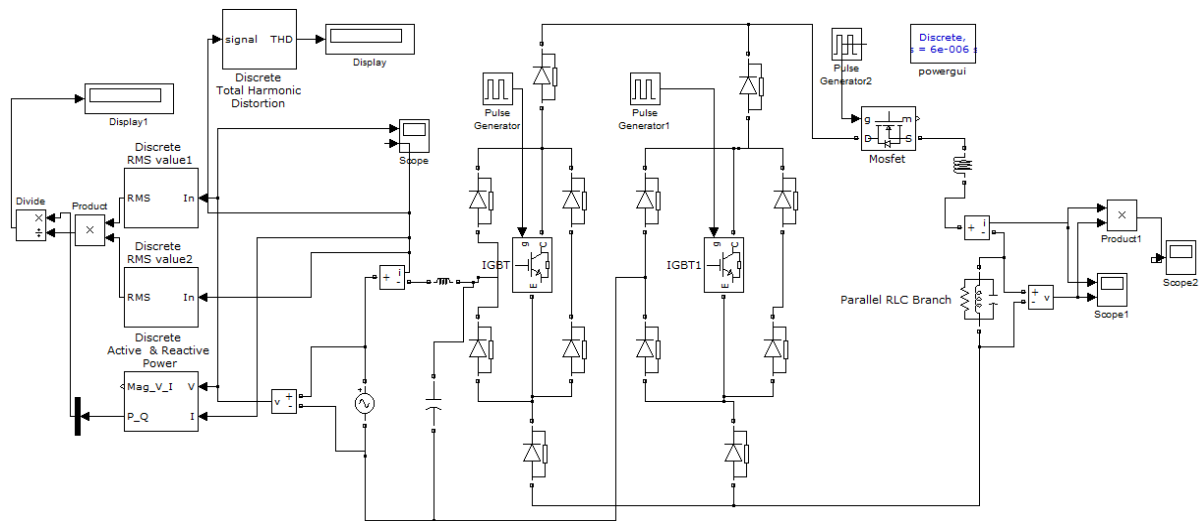 signal
THD
Display
Discrete
Total Harmonic
Distortion
Display1
Discrete
RMS value1
RMS
In
Divide
×
÷
Product
×
Discrete
RMS value2
RMS
In
Discrete
Active & Reactive
Power
Mag_V_I
V
P_Q
I
v
+
-
+
+
i
-
Scope
Pulse
Generator
g
C
IGBT
E
Pulse
Generator1
g
C
IGBT1
E
Pulse
Generator2
g
m
D
S
Mosfet
Discrete,
s = 6e-006 s
powergui
+
i
-
×
Product1
Scope2
Parallel RLC Branch
+
-
v
Scope1